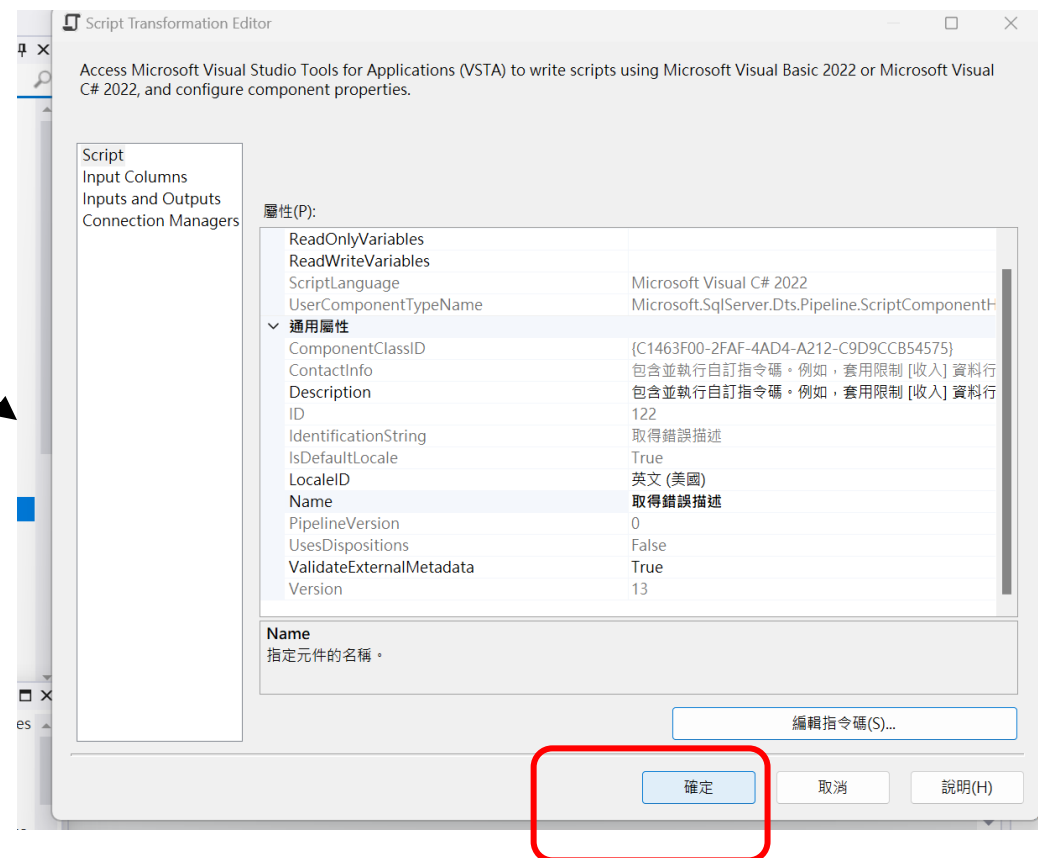 Script Transformation Editor
Access Microsoft Visual Studio Tools for Applications (VSTA) to write scripts using Microsoft Visual Basic 2022 or Microsoft Visual
C# 2022, and configure component properties.
Script
Input Columns
Inputs and Outputs
Connection Managers
屬性(P):
ReadOnlyVariables
ReadWriteVariables
ScriptLanguage Microsoft Visual C# 2022
UserComponentTypeName Microsoft.SqlServer.Dts.Pipeline.ScriptComponentH
通用屬性
ComponentClassID {C1463F00-2FAF-4AD4-A212-C9D9CCB54575}
ContactInfo 包含並執行自訂指令碼。例如，套用限制 [收入] 資料行
Description 包含並執行自訂指令碼。例如，套用限制 [收入] 資料行
ID 122
IdentificationString 取得錯誤描述
IsDefaultLocale True
LocaleID 英文 (美國)
Name 取得錯誤描述
PipelineVersion 0
UsesDispositions False
ValidateExternalMetadata True
Version 13
Name
指定元件的名稱。
es
編輯指令碼(S)...
確定 取消 說明(H)